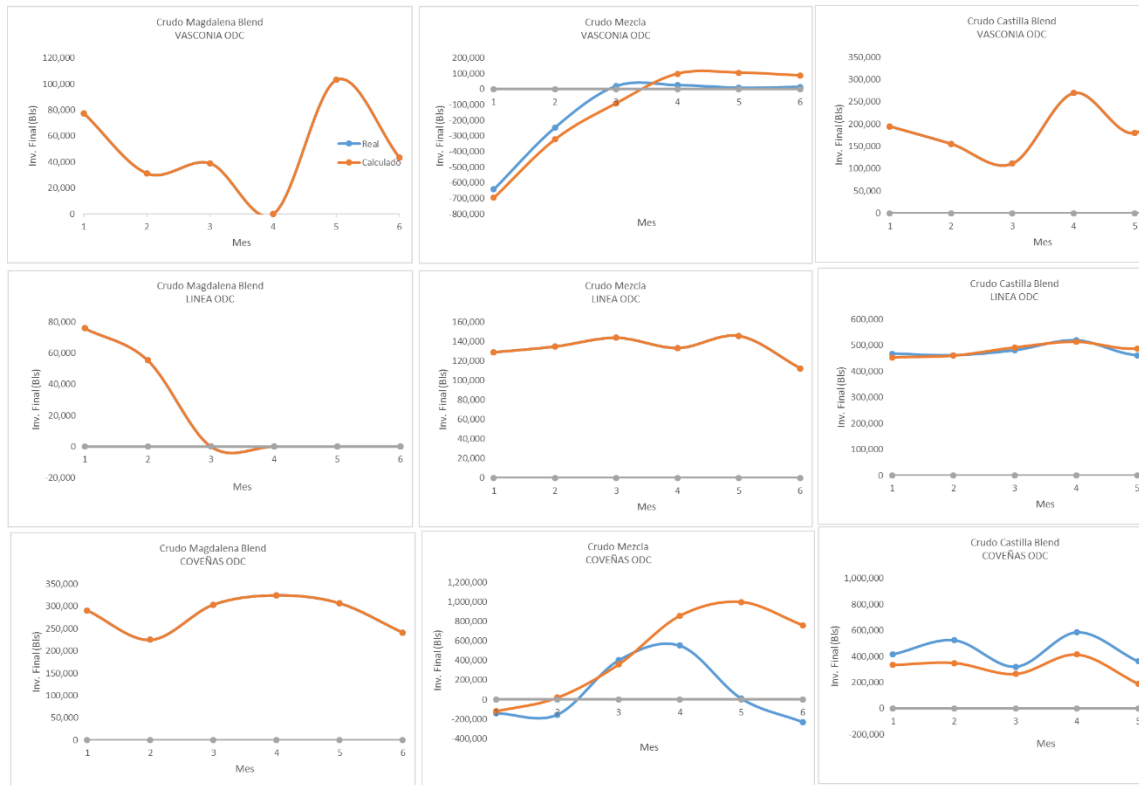 Crudo Magdalena Blend
VASCONIA ODC
120,000
100,000
80,000
60,000
40,000
20,000
0
1 2 3 4 5 6
Inv. Final (Bls)
Mes
Real
Calculado
Crudo Mezcla
VASCONIA ODC
200,000
100,000
0
-100,000
-200,000
-300,000
-400,000
-500,000
-600,000
-700,000
-800,000
1 2 3 4 5 6
Inv. Final (Bls)
Mes
Crudo Castilla Blend
VASCONIA ODC
350,000
300,000
250,000
200,000
150,000
100,000
50,000
0
1 2 3 4 5
Inv. Final (Bls)
Mes
Crudo Magdalena Blend
LINEA ODC
80,000
60,000
40,000
20,000
0
-20,000
1 2 3 4 5 6
Inv. Final (Bls)
Mes
Crudo Mezcla
LINEA ODC
160,000
140,000
120,000
100,000
80,000
60,000
40,000
20,000
0
1 2 3 4 5 6
Inv. Final (Bls)
Mes
Crudo Castilla Blend
LINEA ODC
600,000
500,000
400,000
300,000
200,000
100,000
0
1 2 3 4 5
Inv. Final (Bls)
Mes
Crudo Magdalena Blend
COVEÑAS ODC
350,000
300,000
250,000
200,000
150,000
100,000
50,000
0
1 2 3 4 5 6
Inv. Final (Bls)
Mes
Crudo Mezcla
COVEÑAS ODC
1,200,000
1,000,000
800,000
600,000
400,000
200,000
0
-200,000
-400,000
2 3 4 5 6
Inv. Final (Bls)
Mes
Crudo Castilla Blend
COVEÑAS ODC
1,000,000
800,000
600,000
400,000
200,000
0
-200,000
1 2 3 4 5
Inv. Final (Bls)
Mes